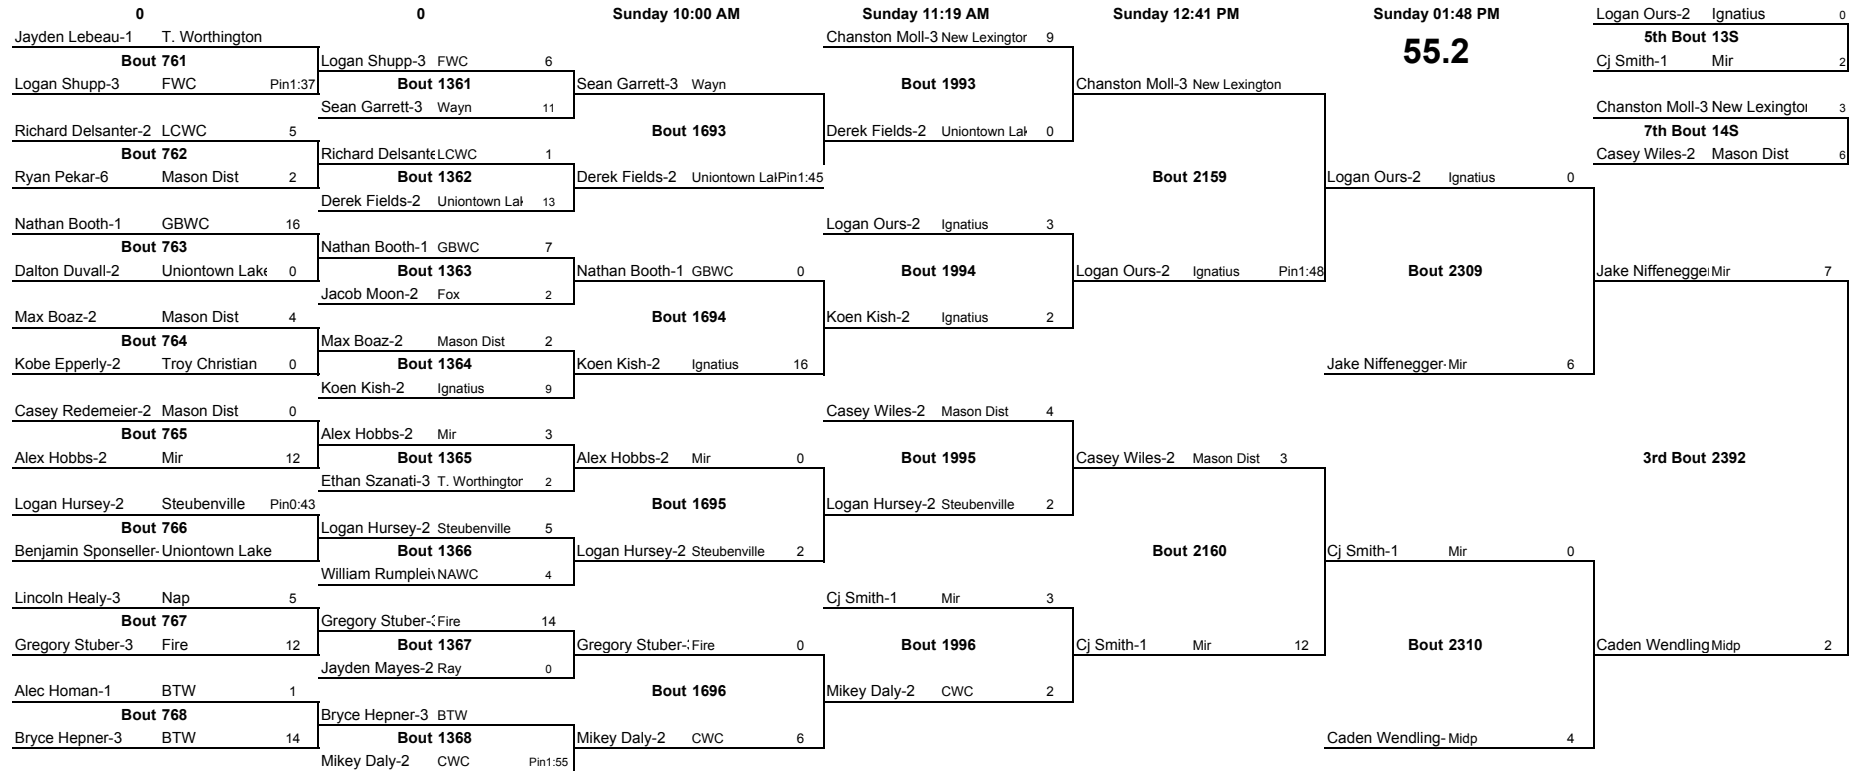 0 0 Sunday 10:00 AM Sunday 11:19 AM Sunday 12:41 PM Sunday 01:48 PM
55.2
Jayden Lebeau-1 T. Worthington
Bout 761
Logan Shupp-3 FWC Pin1:37
Richard Delsanter-2 LCWC 5
Bout 762
Ryan Pekar-6 Mason Dist 2
Nathan Booth-1 GBWC 16
Bout 763
Dalton Duvall-2 Uniontown Lake 0
Max Boaz-2 Mason Dist 4
Bout 764
Kobe Epperly-2 Troy Christian 0
Casey Redemeier-2 Mason Dist 0
Bout 765
Alex Hobbs-2 Mir 12
Logan Hursey-2 Steubenville Pin0:43
Bout 766
Benjamin Sponseller- Uniontown Lake
Lincoln Healy-3 Nap 5
Bout 767
Gregory Stuber-3 Fire 12
Alec Homan-1 BTW 1
Bout 768
Bryce Hepner-3 BTW 14
Logan Shupp-3 FWC 6
Bout 1361
Sean Garrett-3 Wayn 11
Richard Delsante LCWC 1
Bout 1362
Derek Fields-2 Uniontown Lak 13
Nathan Booth-1 GBWC 7
Bout 1363
Jacob Moon-2 Fox 2
Max Boaz-2 Mason Dist 2
Bout 1364
Koen Kish-2 Ignatius 9
Alex Hobbs-2 Mir 3
Bout 1365
Ethan Szanati-3 T. Worthington 2
Logan Hursey-2 Steubenville 5
Bout 1366
William Rumplei NAWC 4
Gregory Stuber- Fire 14
Bout 1367
Jayden Mayes-2 Ray 0
Bryce Hepner-3 BTW
Bout 1368
Mikey Daly-2 CWC Pin1:55
Sean Garrett-3 Wayn
Bout 1693
Derek Fields-2 Uniontown Lak Pin1:45
Nathan Booth-1 GBWC 0
Bout 1694
Koen Kish-2 Ignatius 16
Alex Hobbs-2 Mir 0
Bout 1695
Logan Hursey-2 Steubenville 2
Gregory Stuber- Fire 0
Bout 1696
Mikey Daly-2 CWC 6
Chanston Moll-3 New Lexingtor 9
Bout 1993
Derek Fields-2 Uniontown Lak 0
Logan Ours-2 Ignatius 3
Bout 1994
Koen Kish-2 Ignatius 2
Casey Wiles-2 Mason Dist 4
Bout 1995
Logan Hursey-2 Steubenville 2
Cj Smith-1 Mir 3
Bout 1996
Mikey Daly-2 CWC 2
Chanston Moll-3 New Lexington
Bout 2159
Logan Ours-2 Ignatius Pin1:48
Casey Wiles-2 Mason Dist 3
Bout 2160
Cj Smith-1 Mir 12
Logan Ours-2 Ignatius 0
Bout 2309
Jake Niffenegger- Mir 6
Cj Smith-1 Mir 0
Bout 2310
Caden Wendling- Midp 4
Logan Ours-2 Ignatius 0
5th Bout 13S
Cj Smith-1 Mir 2
Chanston Moll-3 New Lexingtor 3
7th Bout 14S
Casey Wiles-2 Mason Dist 6
Jake Niffenegge Mir 7
3rd Bout 2392
Caden Wendling Midp 2